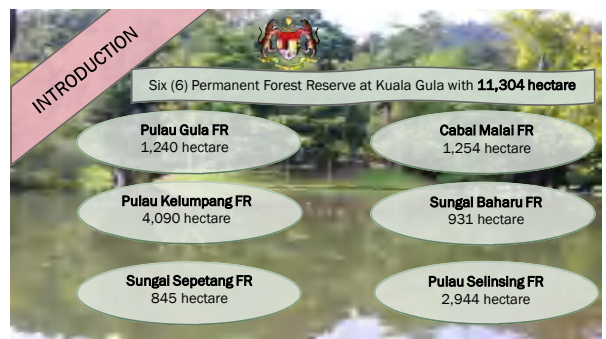 INTRODUCTION
Six (6) Permanent Forest Reserve at Kuala Gula with 11,304 hectare
Pulau Gula FR
1,240 hectare
Cabai Malai FR
1,254 hectare
Pulau Kelumpang FR
4,090 hectare
Sungai Baharu FR
931 hectare
Sungai Sepetang FR
845 hectare
Pulau Selinsing FR
2,944 hectare